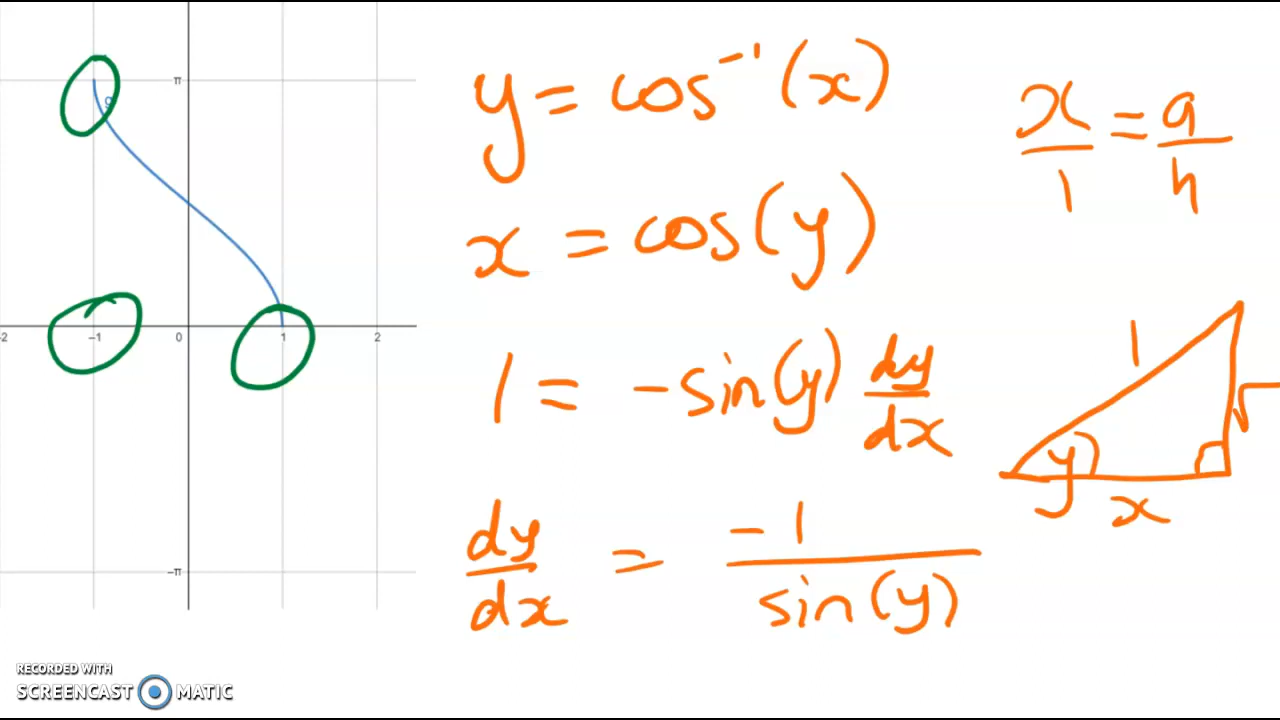 π
g
-2
-1
0
1
2
-π
y = cos⁻¹(x)
x = cos(y)
1 = -sin(y) dy/dx
dy/dx = -1/sin(y)
x/1 = a/h
1
√
y
x
RECORDED WITH
SCREENCAST MATIC